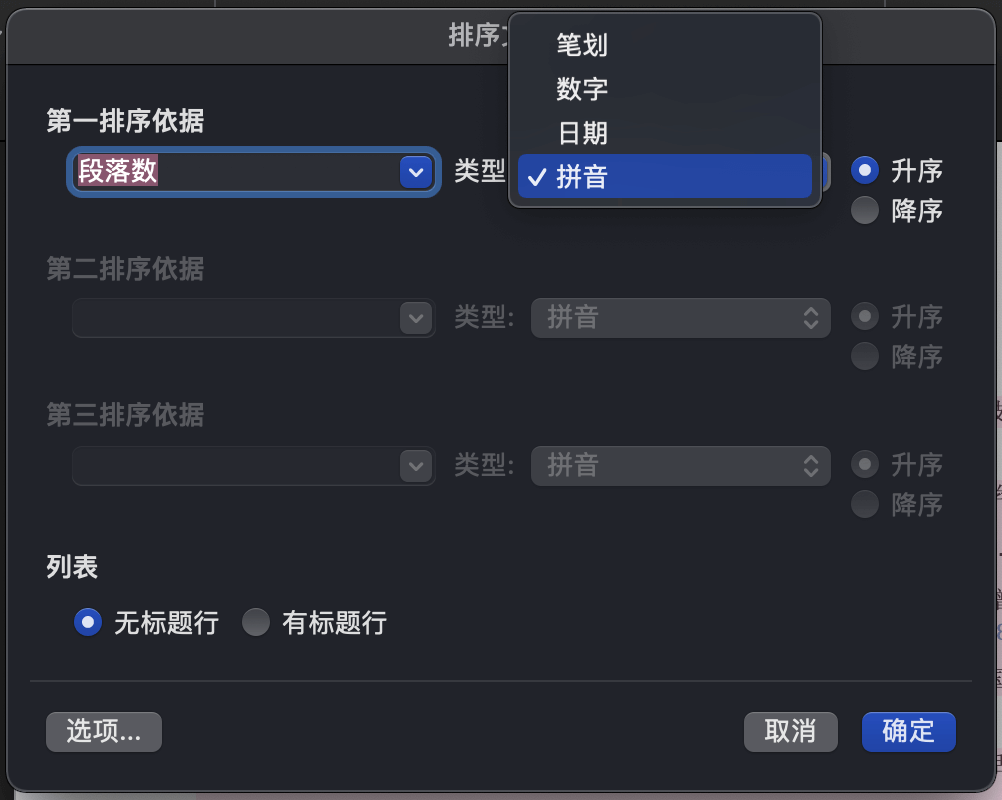 排序
笔划
数字
日期
✓ 拼音
第一排序依据
段落数 类型 升序
降序
第二排序依据
类型: 拼音 升序
降序
第三排序依据
类型: 拼音 升序
降序
列表
无标题行 有标题行
选项... 取消 确定